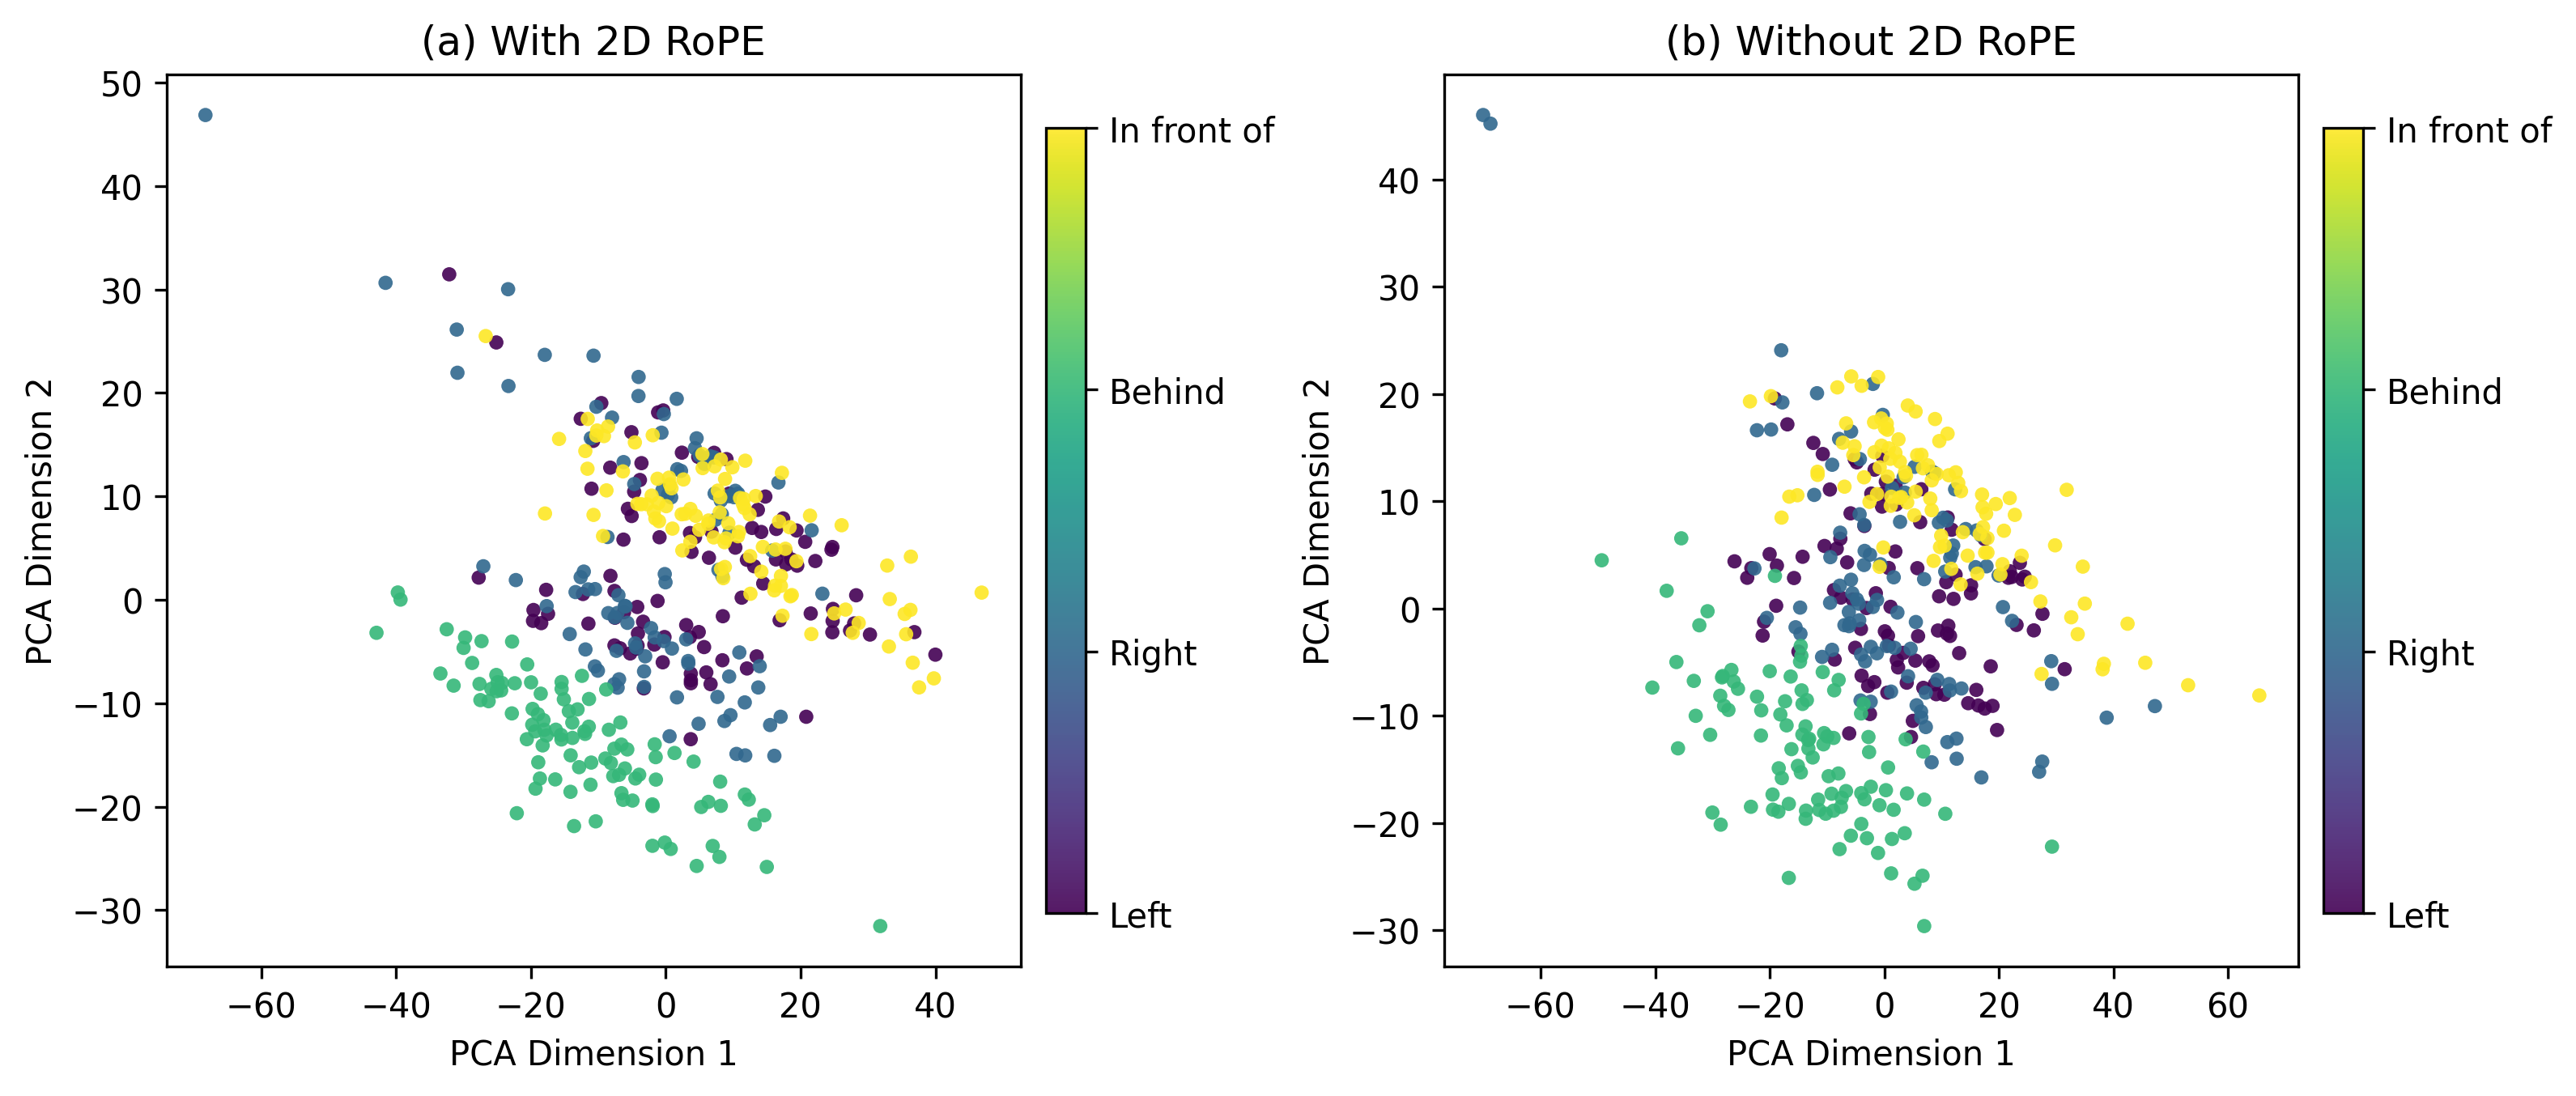 (a) With 2D RoPE
PCA Dimension 2
50
40
30
20
10
0
−10
−20
−30
−60
−40
−20
0
20
40
PCA Dimension 1
In front of
Behind
Right
Left
(b) Without 2D RoPE
PCA Dimension 2
40
30
20
10
0
−10
−20
−30
−60
−40
−20
0
20
40
60
PCA Dimension 1
In front of
Behind
Right
Left